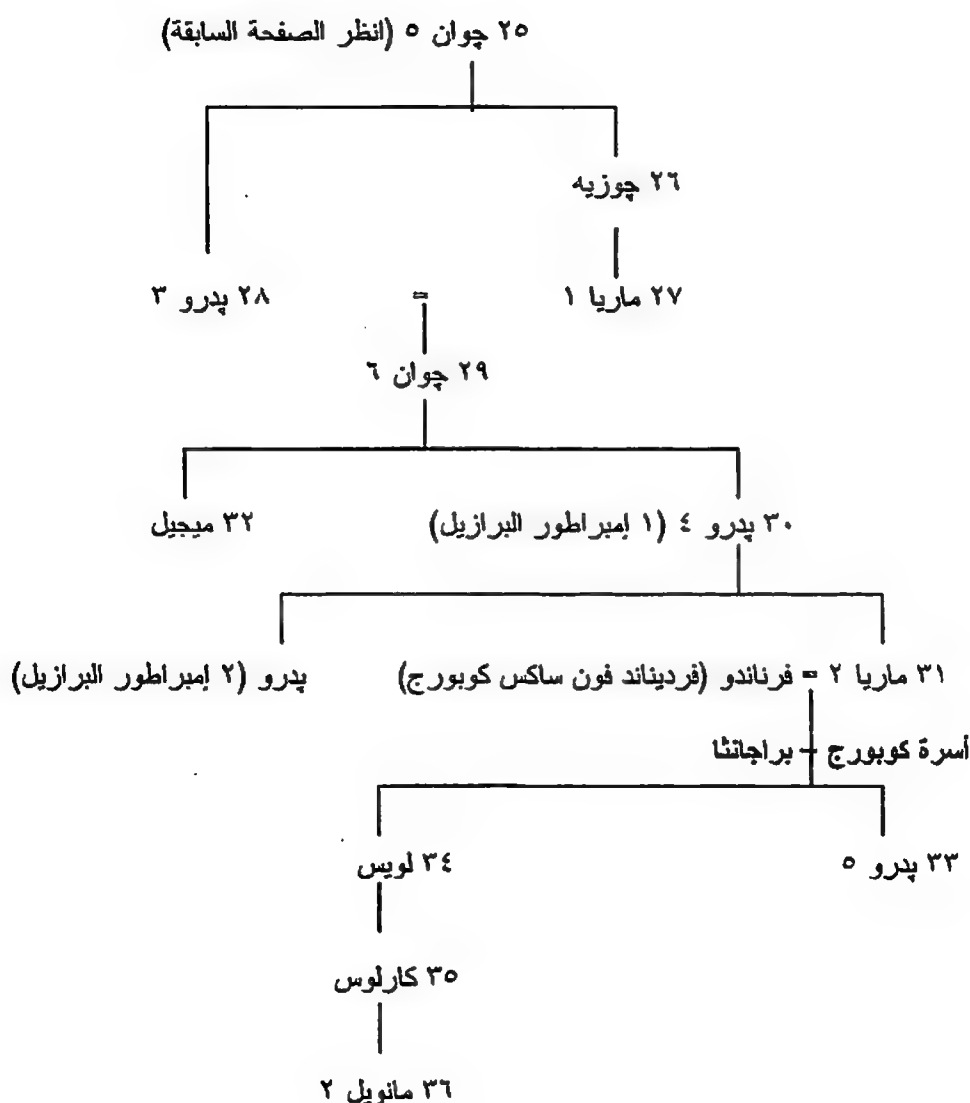 ٢٥ چوان ٥ (انظر الصفحة السابقة)
٢٦ چوزيه
٢٧ ماريا ١ = ٢٨ پدرو ٣
٢٩ چوان ٦
٣٠ پدرو ٤ (١ إمبراطور البرازيل) ٣٢ ميجيل
٣١ ماريا ٢ = فرناندو (فرديناند فون ساكس كوبورج) پدرو (٢ إمبراطور البرازيل)
أسرة كوبورج - براجانثا
٣٣ پدرو ٥ ٣٤ لويس
٣٥ كارلوس
٣٦ مانويل ٢